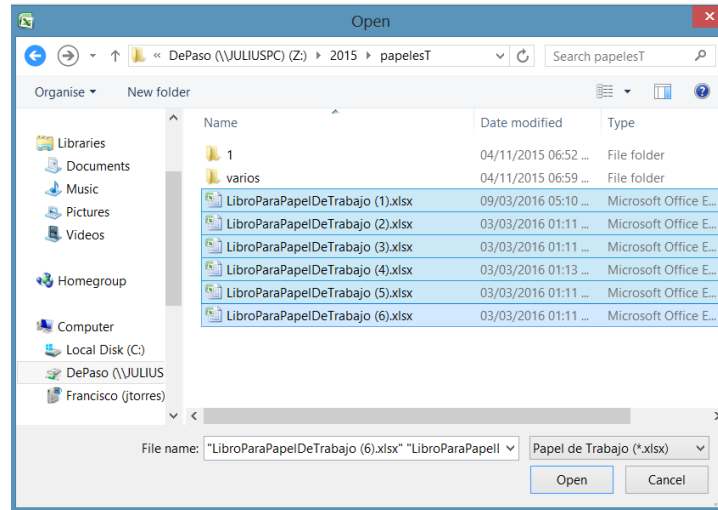 Open
« DePaso (\\JULIUSPC) (Z:) 2015 papelesT Search papelesT
Organise New folder
Name Date modified Type
Libraries
Documents
Music
Pictures
Videos
Homegroup
Computer
Local Disk (C:)
DePaso (\\JULIUS
Francisco (jtorres)
1 04/11/2015 06:52 ... File folder
varios 04/11/2015 06:59 ... File folder
LibroParaPapelDeTrabajo (1).xlsx 09/03/2016 05:10 ... Microsoft Office E...
LibroParaPapelDeTrabajo (2).xlsx 03/03/2016 01:11 ... Microsoft Office E...
LibroParaPapelDeTrabajo (3).xlsx 03/03/2016 01:11 ... Microsoft Office E...
LibroParaPapelDeTrabajo (4).xlsx 03/03/2016 01:13 ... Microsoft Office E...
LibroParaPapelDeTrabajo (5).xlsx 03/03/2016 01:11 ... Microsoft Office E...
LibroParaPapelDeTrabajo (6).xlsx 03/03/2016 01:11 ... Microsoft Office E...
File name: "LibroParaPapelDeTrabajo (6).xlsx" "LibroParaPapelI Papel de Trabajo (*.xlsx)
Open Cancel